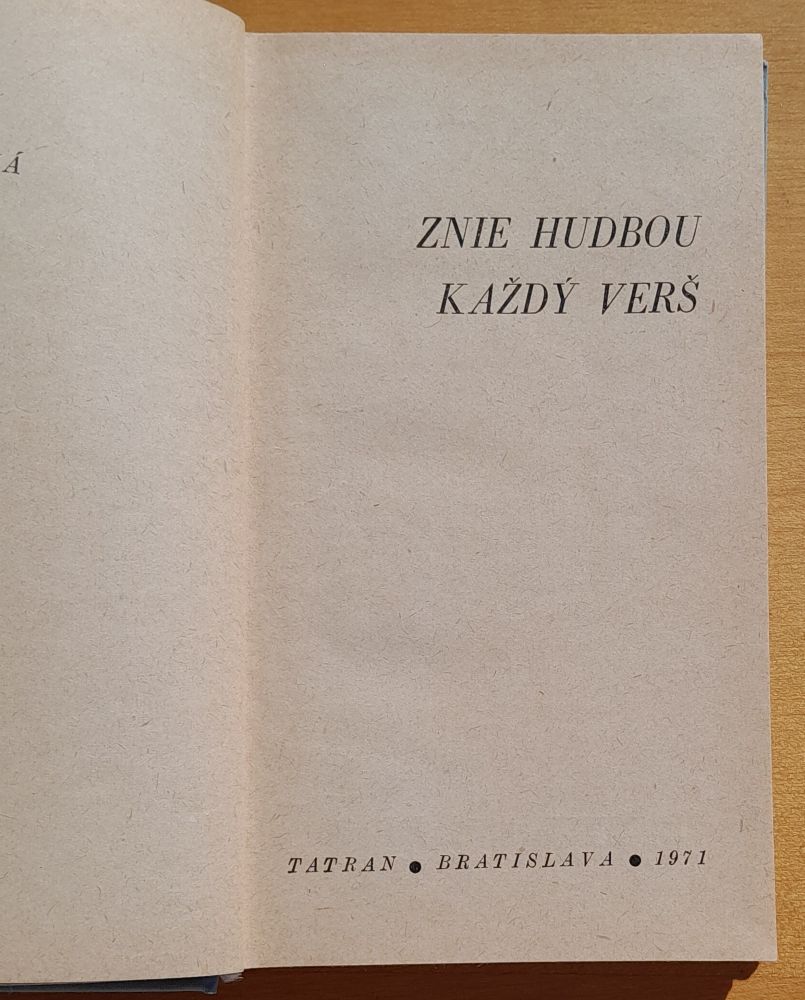 ZNIE HUDBOU
KAŽDÝ VERŠ
TATRAN • BRATISLAVA • 1971